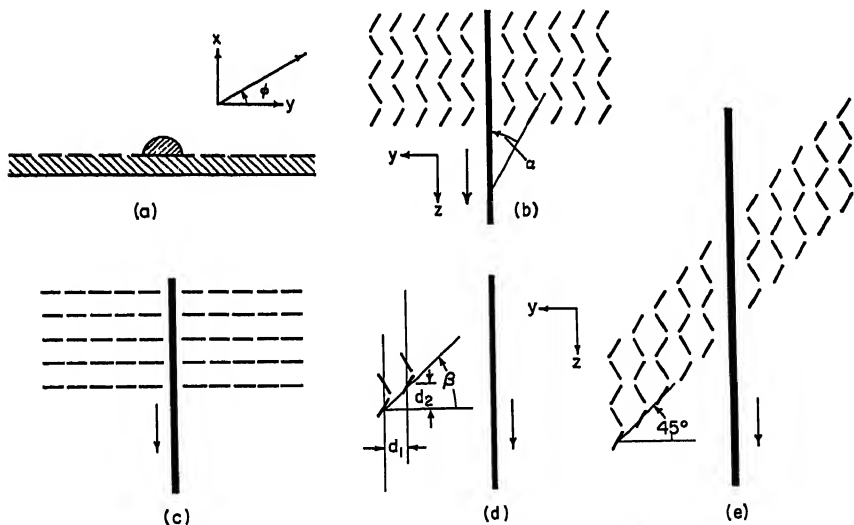 x
ϕ
y
(a)
α
y
z
(b)
(c)
y
z
β
d₂
d₁
(d)
45°
(e)